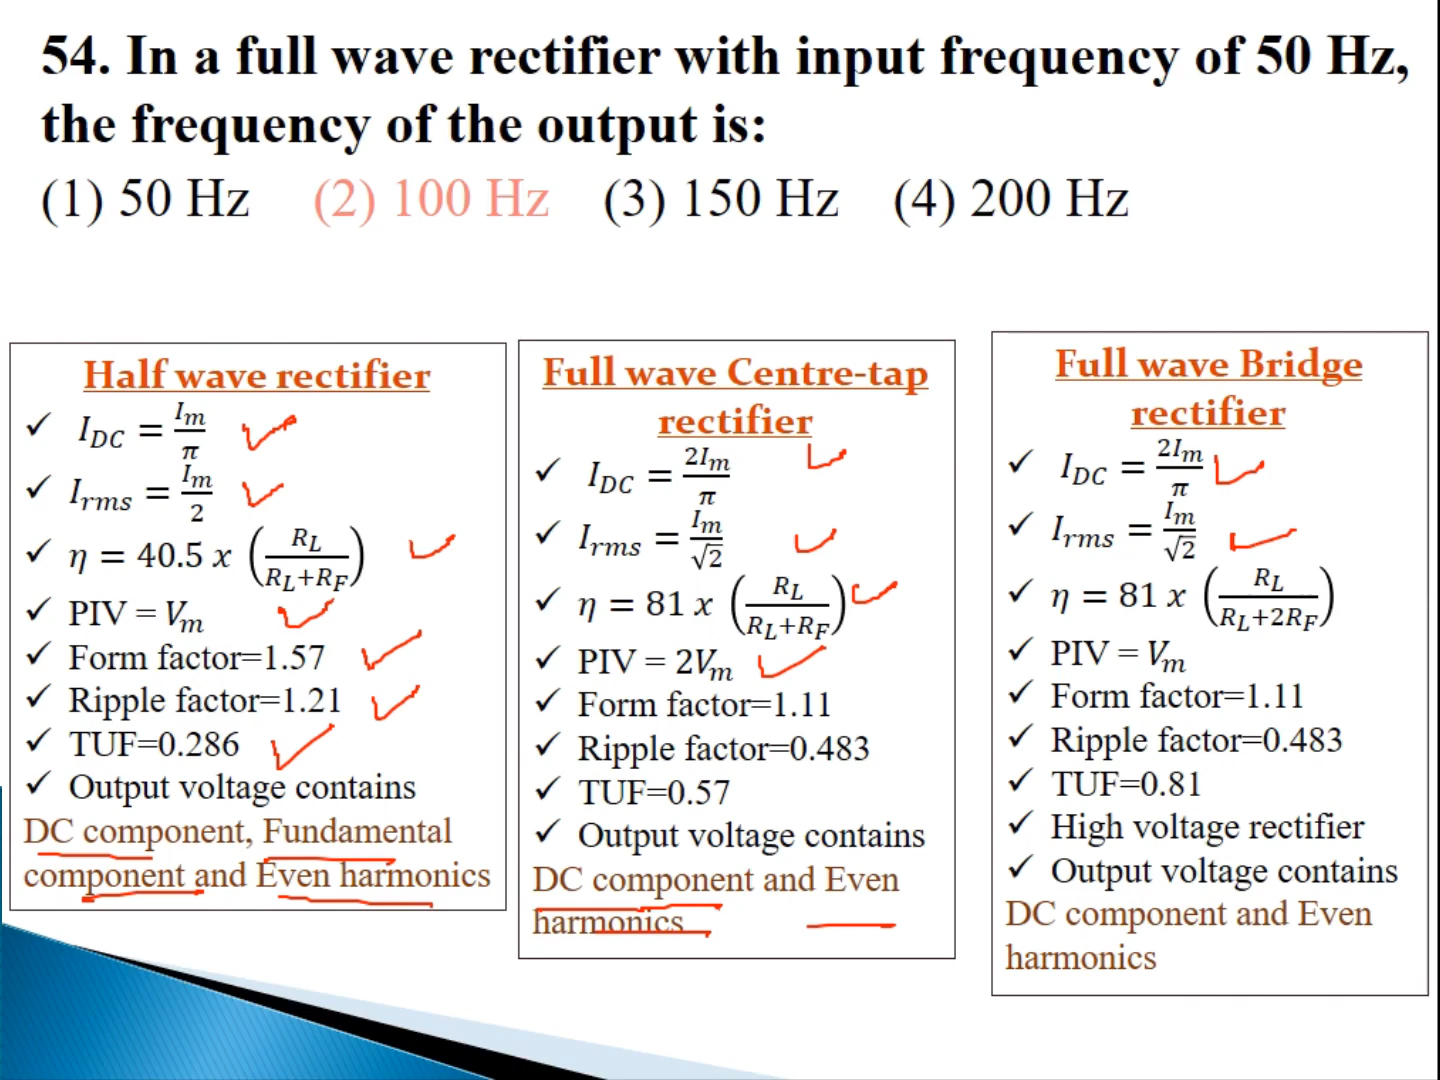 54. In a full wave rectifier with input frequency of 50 Hz,
the frequency of the output is:
(1) 50 Hz (2) 100 Hz (3) 150 Hz (4) 200 Hz
Half wave rectifier
✓ I_DC = I_m/π
✓ I_rms = I_m/2
✓ η = 40.5 x (R_L/(R_L+R_F))
✓ PIV = V_m
✓ Form factor=1.57
✓ Ripple factor=1.21
✓ TUF=0.286
✓ Output voltage contains
DC component, Fundamental
component and Even harmonics
Full wave Centre-tap
rectifier
✓ I_DC = 2I_m/π
✓ I_rms = I_m/√2
✓ η = 81 x (R_L/(R_L+R_F))
✓ PIV = 2V_m
✓ Form factor=1.11
✓ Ripple factor=0.483
✓ TUF=0.57
✓ Output voltage contains
DC component and Even
harmonics
Full wave Bridge
rectifier
✓ I_DC = 2I_m/π
✓ I_rms = I_m/√2
✓ η = 81 x (R_L/(R_L+2R_F))
✓ PIV = V_m
✓ Form factor=1.11
✓ Ripple factor=0.483
✓ TUF=0.81
✓ High voltage rectifier
✓ Output voltage contains
DC component and Even
harmonics